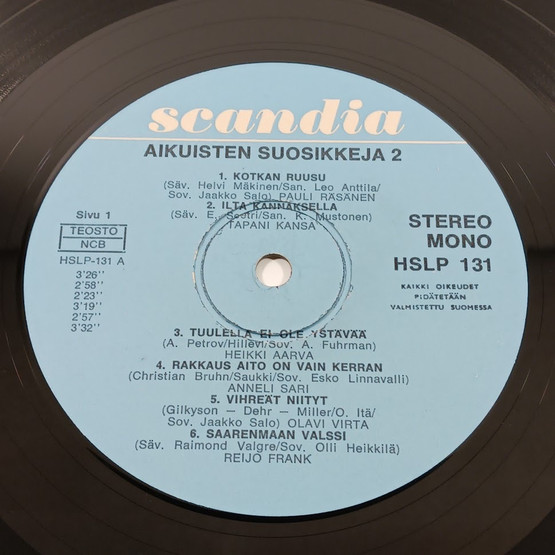 scandia
AIKUISTEN SUOSIKKEJA 2
1. KOTKAN RUUSU
(Säv. Helvi Mäkinen/San. Leo Anttila/
Sov. Jaakko Salo) PAULI RÄSÄNEN
2. ILTA KANNAKSELLA
(Säv. E. Scotri/San. K. Mustonen)
TAPANI KANSA
Sivu 1
TEOSTO
NCB
HSLP-131 A
3'26"
2'58"
2'23"
3'19"
2'57"
3'32"
STEREO
MONO
HSLP 131
KAIKKI OIKEUDET
PIDÄTETÄÄN
VALMISTETTU SUOMESSA
3. TUULELLA EI OLE YSTÄVÄÄ
(A. Petrov/Hillevi/Sov. A. Fuhrman)
HEIKKI AARVA
4. RAKKAUS AITO ON VAIN KERRAN
(Christian Bruhn/Saukki/Sov. Esko Linnavalli)
ANNELI SARI
5. VIHREÄT NIITYT
(Gilkyson – Dehr – Miller/O. Itä/
Sov. Jaakko Salo) OLAVI VIRTA
6. SAARENMAAN VALSSI
(Säv. Raimond Valgre/Sov. Olli Heikkilä)
REIJO FRANK